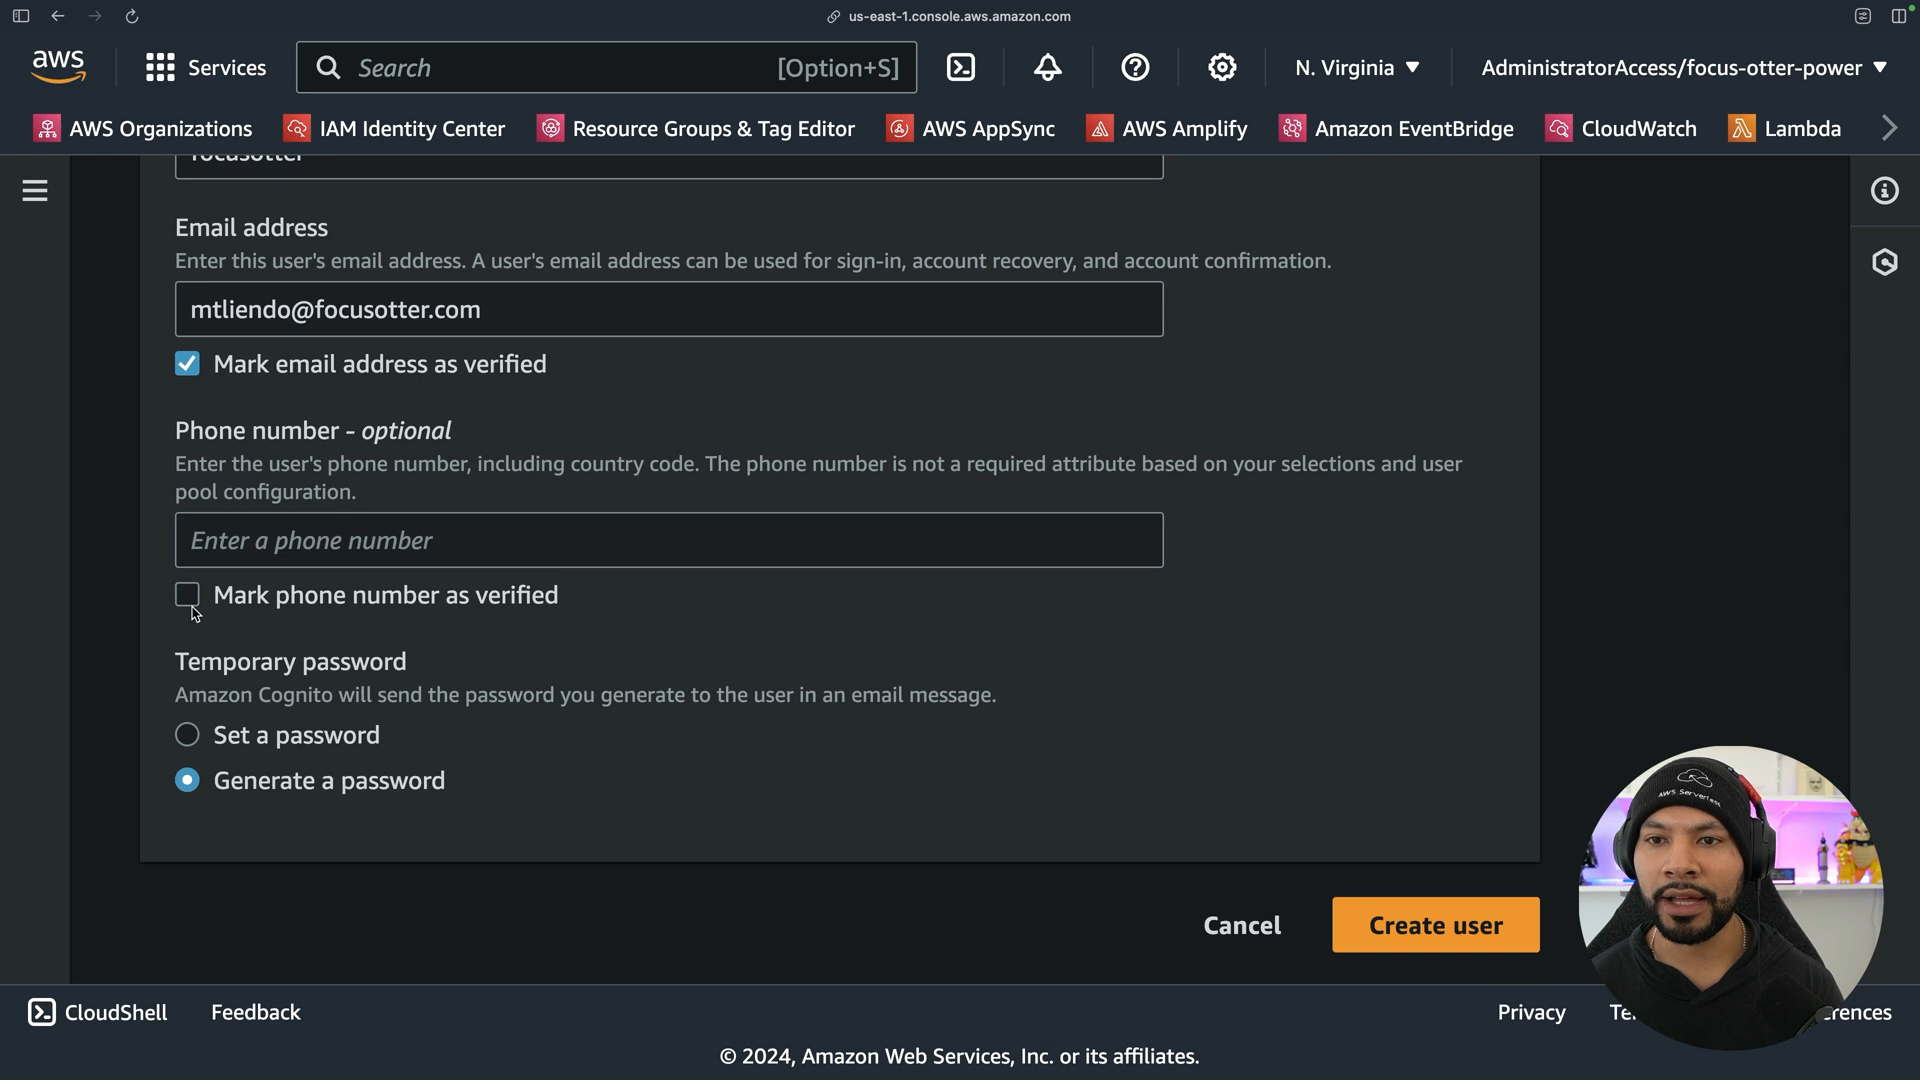 us-east-1.console.aws.amazon.com
aws
Services
Search
[Option+S]
N. Virginia
AdministratorAccess/focus-otter-power
AWS Organizations
IAM Identity Center
Resource Groups & Tag Editor
AWS AppSync
AWS Amplify
Amazon EventBridge
CloudWatch
Lambda
focusotter
Email address
Enter this user's email address. A user's email address can be used for sign-in, account recovery, and account confirmation.
mtliendo@focusotter.com
Mark email address as verified
Phone number - optional
Enter the user's phone number, including country code. The phone number is not a required attribute based on your selections and user
pool configuration.
Enter a phone number
Mark phone number as verified
Temporary password
Amazon Cognito will send the password you generate to the user in an email message.
Set a password
Generate a password
AWS Serverless
Cancel
Create user
CloudShell
Feedback
Privacy
© 2024, Amazon Web Services, Inc. or its affiliates.